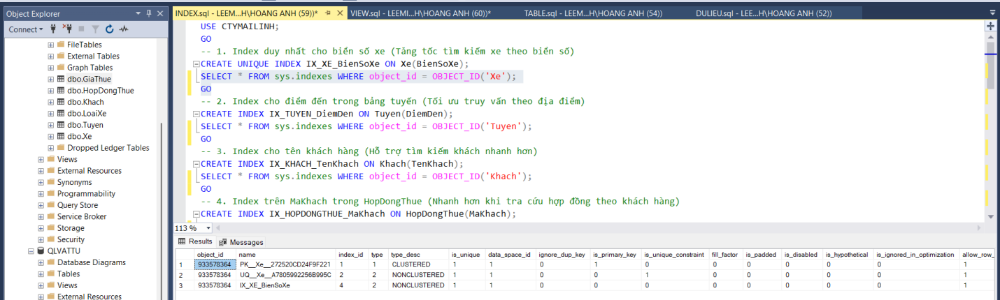 Object Explorer
Connect
FileTables
External Tables
Graph Tables
dbo.GiaThue
dbo.HopDongThue
dbo.Khach
dbo.LoaiXe
dbo.Tuyen
dbo.Xe
Dropped Ledger Tables
Views
External Resources
Synonyms
Programmability
Query Store
Service Broker
Storage
Security
QLVATTU
Database Diagrams
Tables
Views
External Resources
INDEX.sql - LEEM...H\HOANG ANH (59))* VIEW.sql - LEEMI...H\HOANG ANH (60))* TABLE.sql - LEEM...H\HOANG ANH (54)) DULIEU.sql - LEE...H\HOANG ANH (52))
USE CTYMAILINH;
GO
-- 1. Index duy nhất cho biển số xe (Tăng tốc tìm kiếm xe theo biển số)
CREATE UNIQUE INDEX IX_XE_BienSoXe ON Xe(BienSoXe);
SELECT * FROM sys.indexes WHERE object_id = OBJECT_ID('Xe');
GO
-- 2. Index cho điểm đến trong bảng tuyến (Tối ưu truy vấn theo địa điểm)
CREATE INDEX IX_TUYEN_DiemDen ON Tuyen(DiemDen);
SELECT * FROM sys.indexes WHERE object_id = OBJECT_ID('Tuyen');
GO
-- 3. Index cho tên khách hàng (Hỗ trợ tìm kiếm khách nhanh hơn)
CREATE INDEX IX_KHACH_TenKhach ON Khach(TenKhach);
SELECT * FROM sys.indexes WHERE object_id = OBJECT_ID('Khach');
GO
-- 4. Index trên MaKhach trong HopDongThue (Nhanh hơn khi tra cứu hợp đồng theo khách hàng)
CREATE INDEX IX_HOPDONGTHUE_MaKhach ON HopDongThue(MaKhach);
113 %
Results Messages
object_id name index_id type type_desc is_unique data_space_id ignore_dup_key is_primary_key is_unique_constraint fill_factor is_padded is_disabled is_hypothetical is_ignored_in_optimization allow_row_
1 933578364 PK__Xe__272520CD24F9F221 1 1 CLUSTERED 1 1 0 1 0 0 0 0 0 0 1
2 933578364 UQ__Xe__A7805992256B995C 2 2 NONCLUSTERED 1 1 0 0 1 0 0 0 0 0 1
3 933578364 IX_XE_BienSoXe 4 2 NONCLUSTERED 1 1 0 0 0 0 0 0 0 0 1